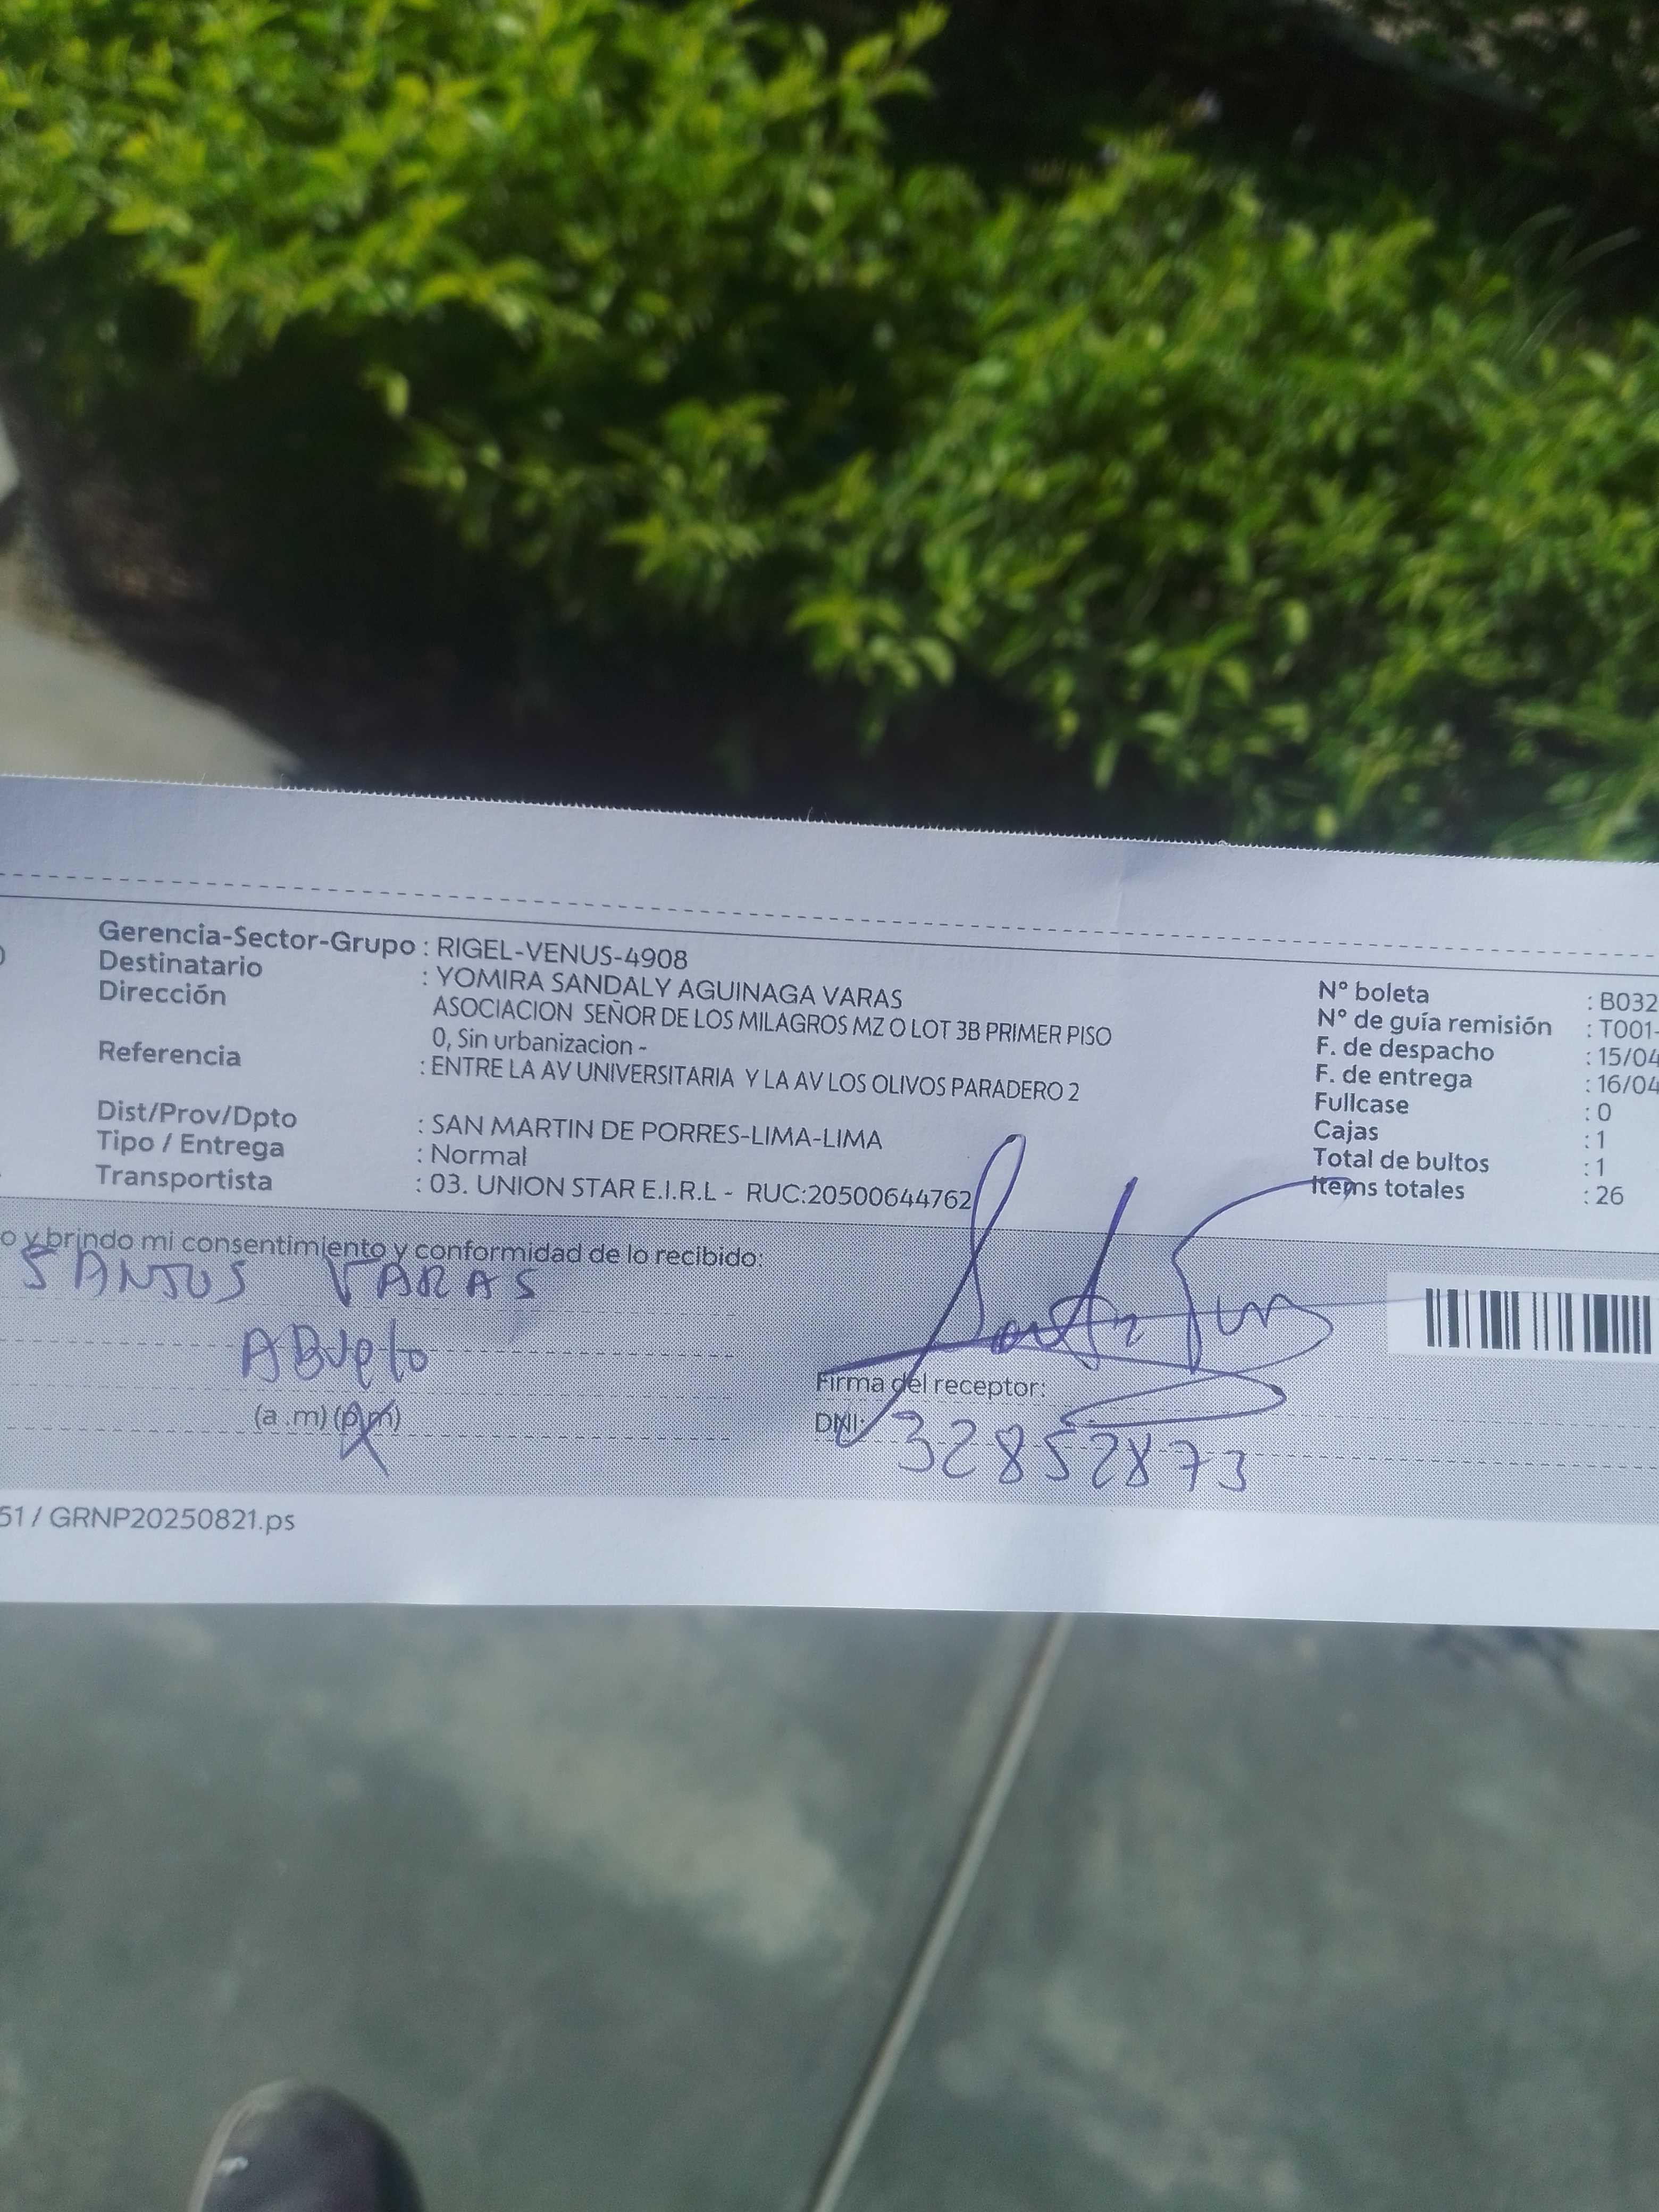 Gerencia-Sector-Grupo : RIGEL-VENUS-4908
Destinatario : YOMIRA SANDALY AGUINAGA VARAS
Dirección ASOCIACION SEÑOR DE LOS MILAGROS MZ O LOT 3B PRIMER PISO
0, Sin urbanizacion -
Referencia : ENTRE LA AV UNIVERSITARIA Y LA AV LOS OLIVOS PARADERO 2
Dist/Prov/Dpto : SAN MARTIN DE PORRES-LIMA-LIMA
Tipo / Entrega : Normal
Transportista : 03. UNION STAR E.I.R.L - RUC:20500644762
N° boleta : B032
N° de guía remisión : T001-
F. de despacho : 15/04
F. de entrega : 16/04
Fullcase : 0
Cajas : 1
Total de bultos : 1
Items totales : 26
o y brindo mi consentimiento y conformidad de lo recibido:
SANTOS VARAS
ABuelo
(a.m) (p.m)
Firma del receptor:
DNI: 32852873
51 / GRNP20250821.ps